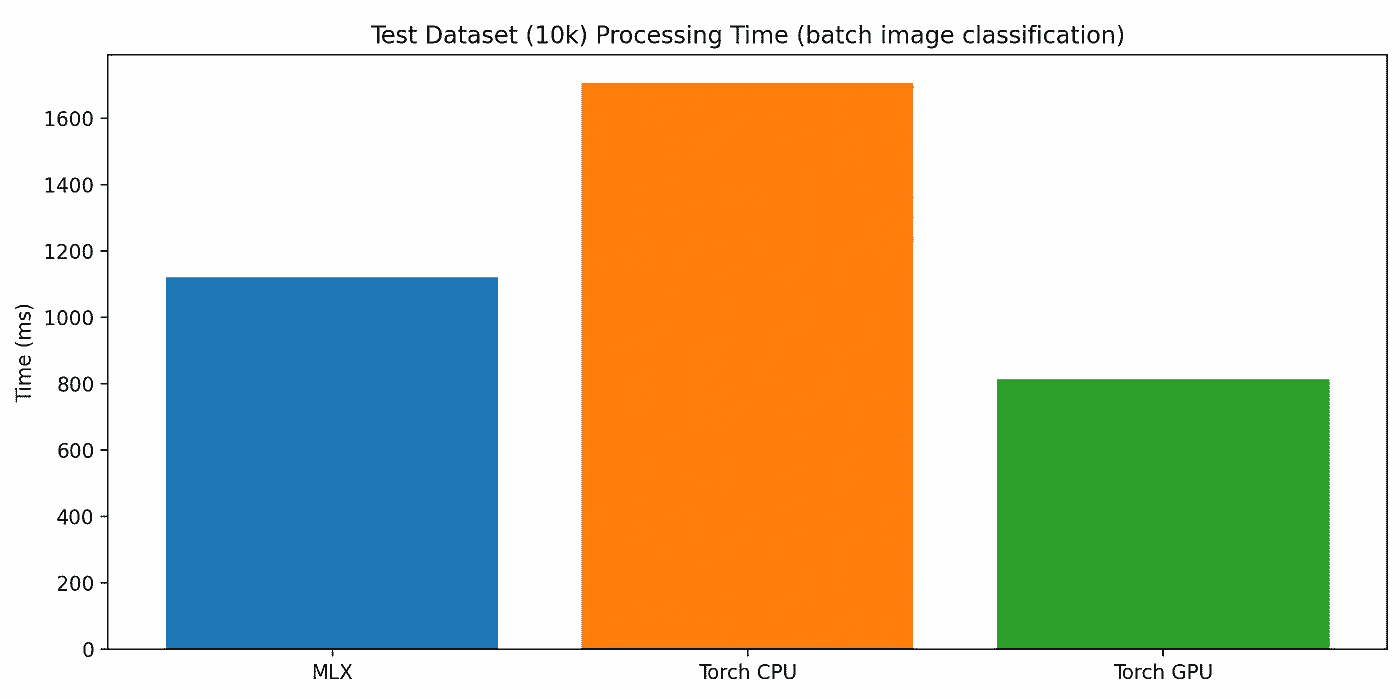 Test Dataset (10k) Processing Time (batch image classification)
Time (ms)
1600
1400
1200
1000
800
600
400
200
0
MLX
Torch CPU
Torch GPU